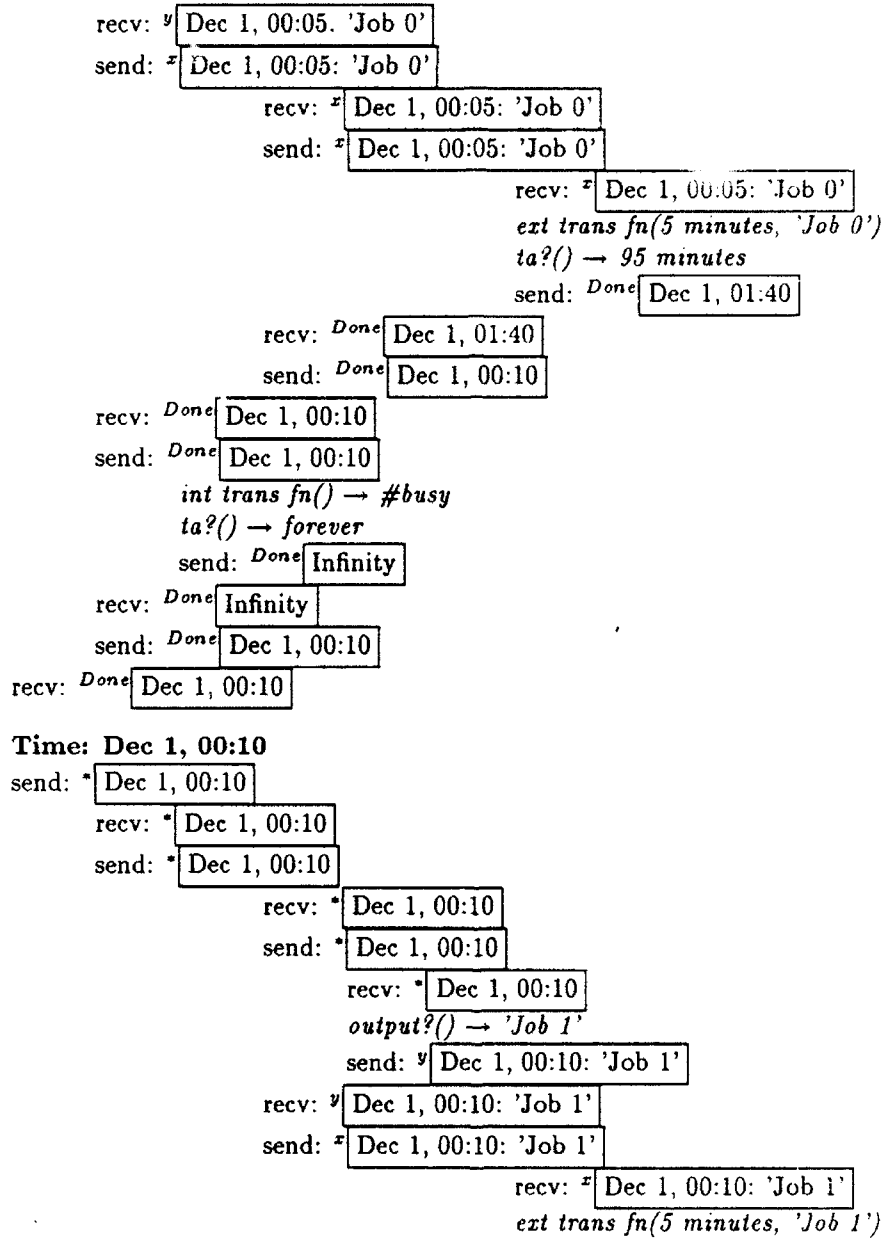 recv: y Dec 1, 00:05. 'Job 0'
send: x Dec 1, 00:05: 'Job 0'
recv: x Dec 1, 00:05: 'Job 0'
send: x Dec 1, 00:05: 'Job 0'
recv: x Dec 1, 00:05: 'Job 0'
ext trans fn(5 minutes, 'Job 0')
ta?() → 95 minutes
send: Done Dec 1, 01:40
recv: Done Dec 1, 01:40
send: Done Dec 1, 00:10
recv: Done Dec 1, 00:10
send: Done Dec 1, 00:10
int trans fn() → #busy
ta?() → forever
send: Done Infinity
recv: Done Infinity
send: Done Dec 1, 00:10
recv: Done Dec 1, 00:10
Time: Dec 1, 00:10
send: * Dec 1, 00:10
recv: * Dec 1, 00:10
send: * Dec 1, 00:10
recv: * Dec 1, 00:10
send: * Dec 1, 00:10
recv: * Dec 1, 00:10
output?() → 'Job 1'
send: y Dec 1, 00:10: 'Job 1'
recv: y Dec 1, 00:10: 'Job 1'
send: x Dec 1, 00:10: 'Job 1'
recv: x Dec 1, 00:10: 'Job 1'
ext trans fn(5 minutes, 'Job 1')